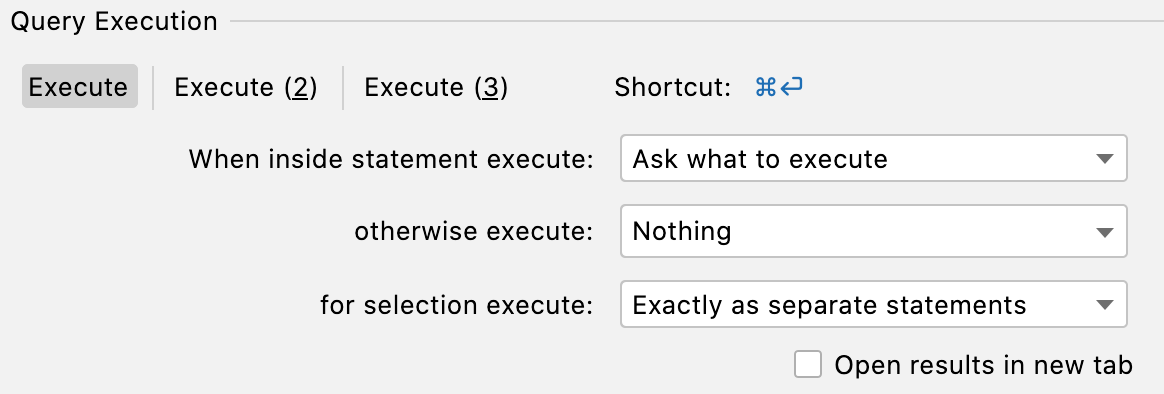 Query Execution
Execute Execute (2) Execute (3) Shortcut: ⌘↩
When inside statement execute: Ask what to execute
otherwise execute: Nothing
for selection execute: Exactly as separate statements
Open results in new tab